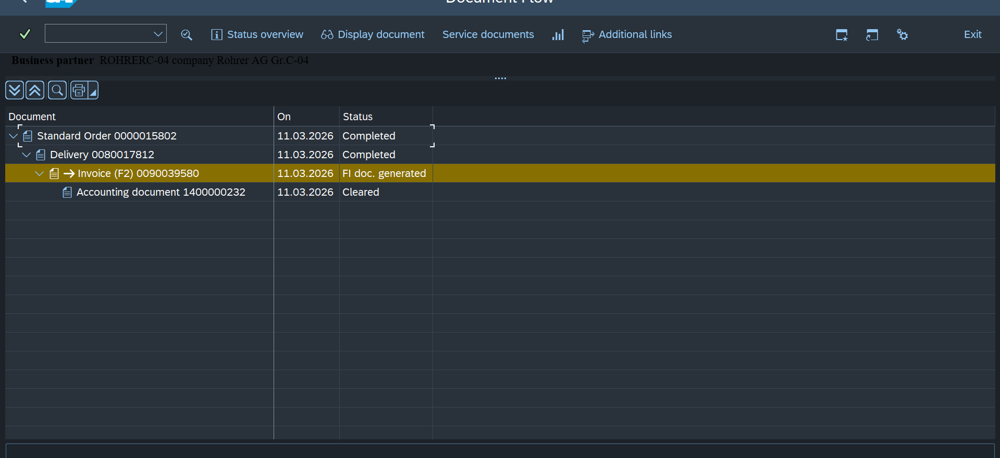 Document Flow
Status overview Display document Service documents Additional links Exit
Business partner ROHRERC-04 company Rohrer AG Gr.C-04
Document On Status
Standard Order 0000015802 11.03.2026 Completed
Delivery 0080017812 11.03.2026 Completed
Invoice (F2) 0090039580 11.03.2026 FI doc. generated
Accounting document 1400000232 11.03.2026 Cleared